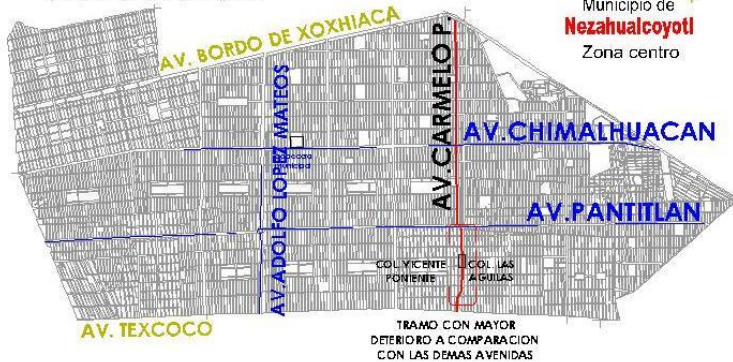 Municipio de
Nezahualcoyotl
Zona centro
AV. BORDO DE XOXHIACA
AV.CARMELO P.
AV.ADOLFO LOPEZ MATEOS
AV.CHIMALHUACAN
municipal
AV.PANTITLAN
COL.VICENTE
PONIENTE
COL. LAS
AGUILAS
AV. TEXCOCO
TRAMO CON MAYOR
DETERIORO A COMPARACION
CON LAS DEMAS AVENIDAS